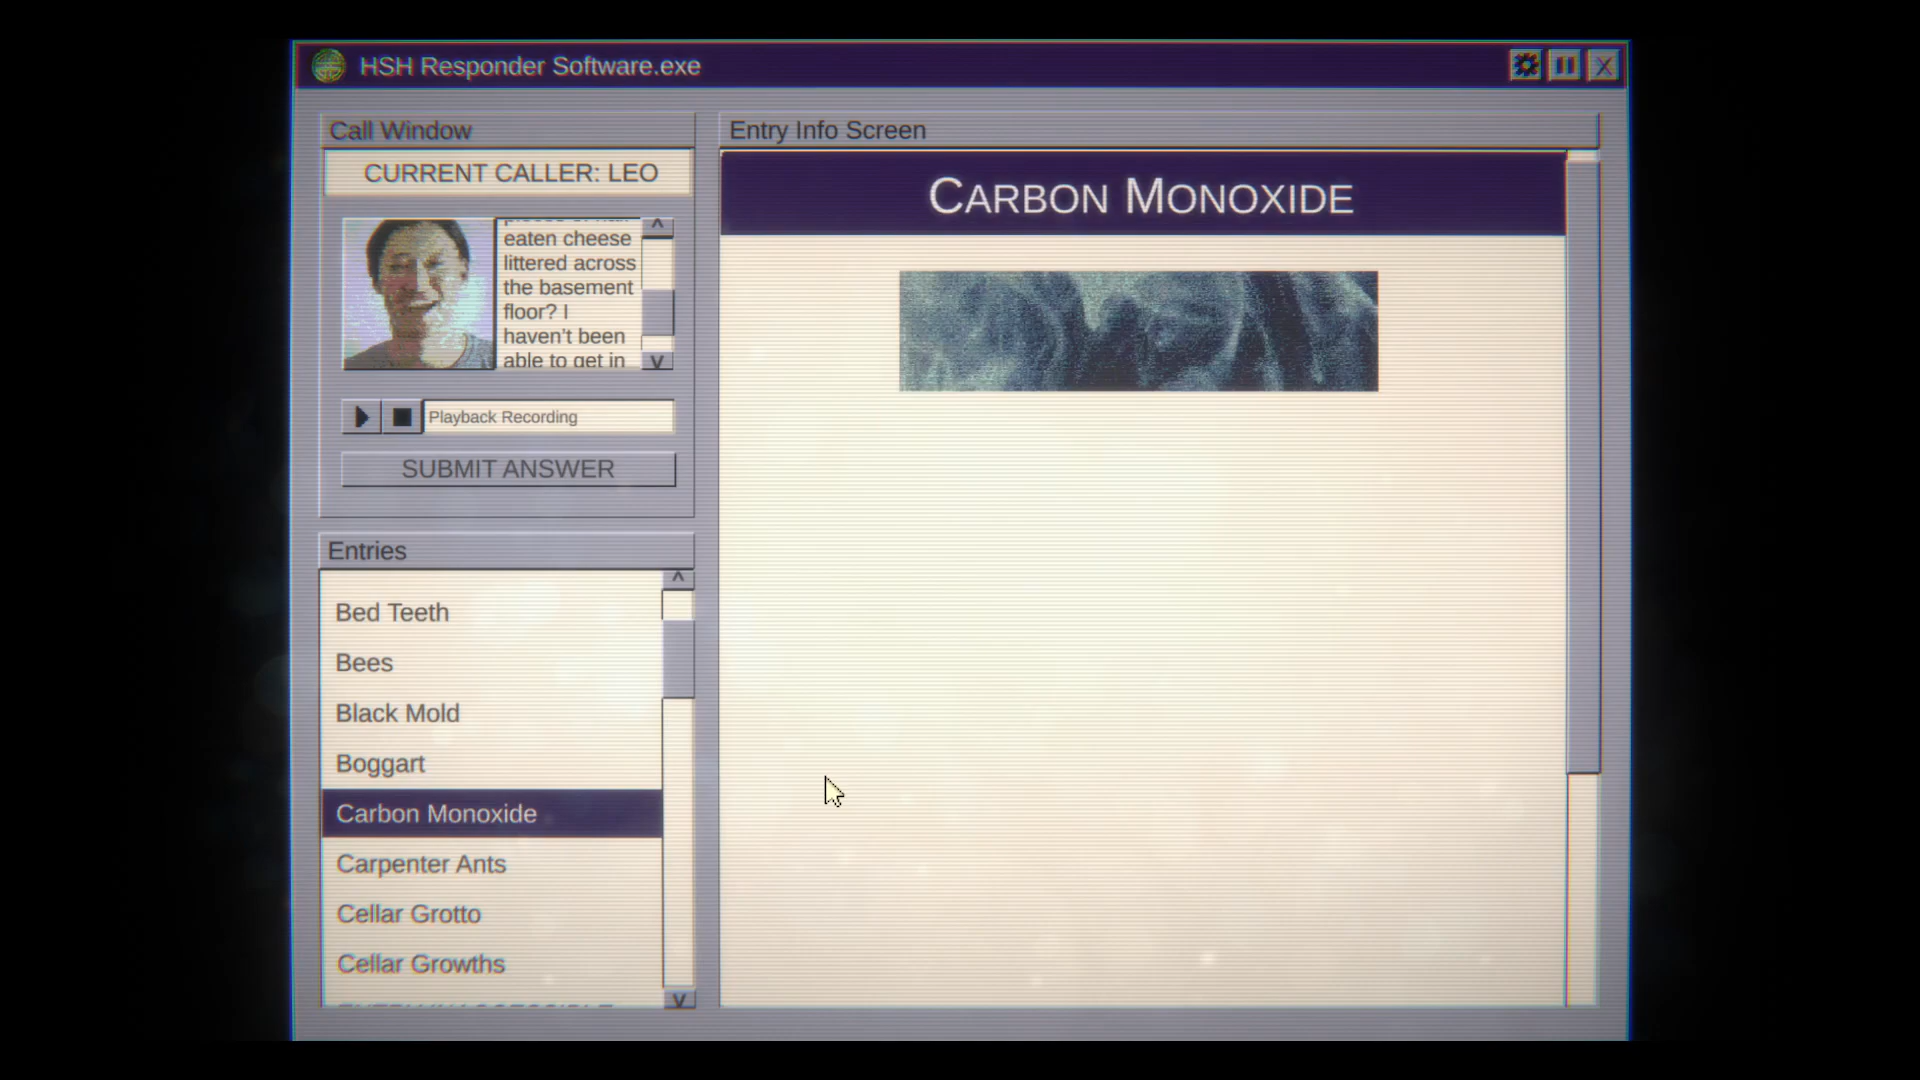 HSH Responder Software.exe
Call Window
CURRENT CALLER: LEO
eaten cheese
littered across
the basement
floor? I
haven't been
able to get in
Playback Recording
SUBMIT ANSWER
Entries
Bed Teeth
Bees
Black Mold
Boggart
Carbon Monoxide
Carpenter Ants
Cellar Grotto
Cellar Growths
Entry Info Screen
CARBON MONOXIDE